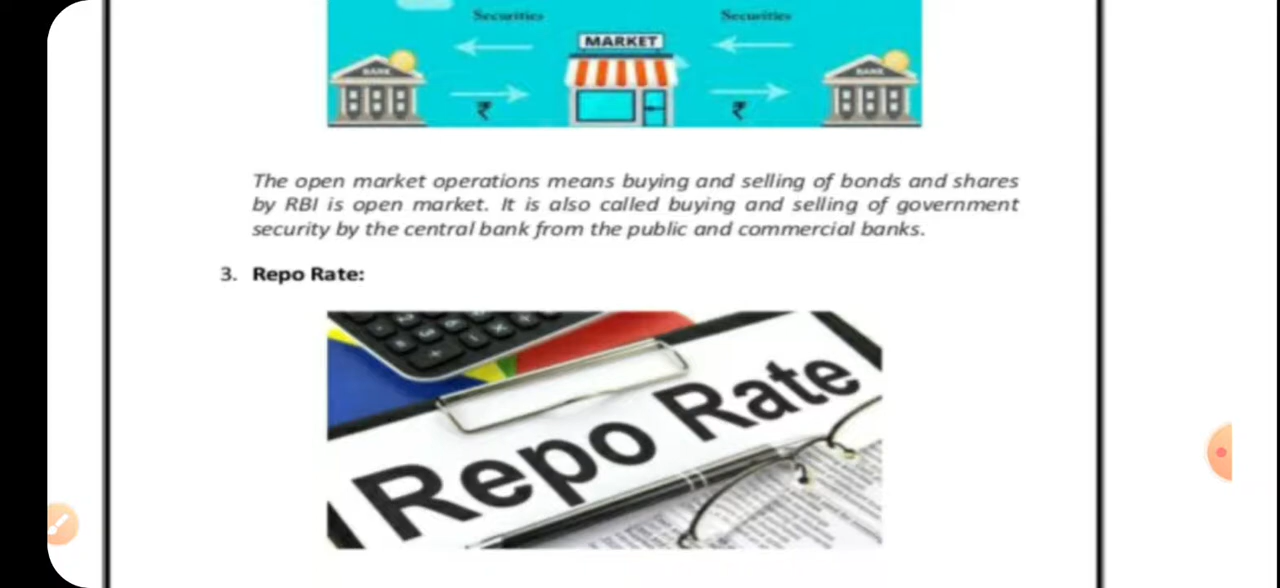 Securities Securities
MARKET
BANK BANK
₹ ₹
The open market operations means buying and selling of bonds and shares
by RBI is open market. It is also called buying and selling of government
security by the central bank from the public and commercial banks.
3. Repo Rate:
Repo Rate